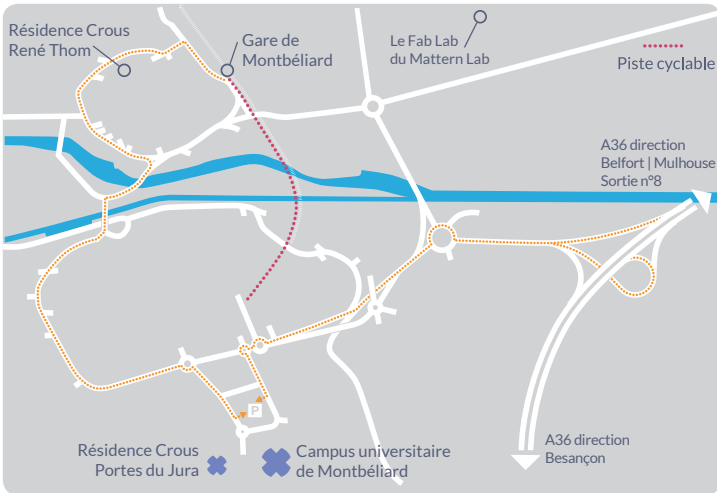 Résidence Crous
René Thom
Gare de
Montbéliard
Le Fab Lab
du Mattern Lab
Piste cyclable
A36 direction
Belfort | Mulhouse
Sortie n°8
P
A36 direction
Besançon
Résidence Crous
Portes du Jura
Campus universitaire
de Montbéliard